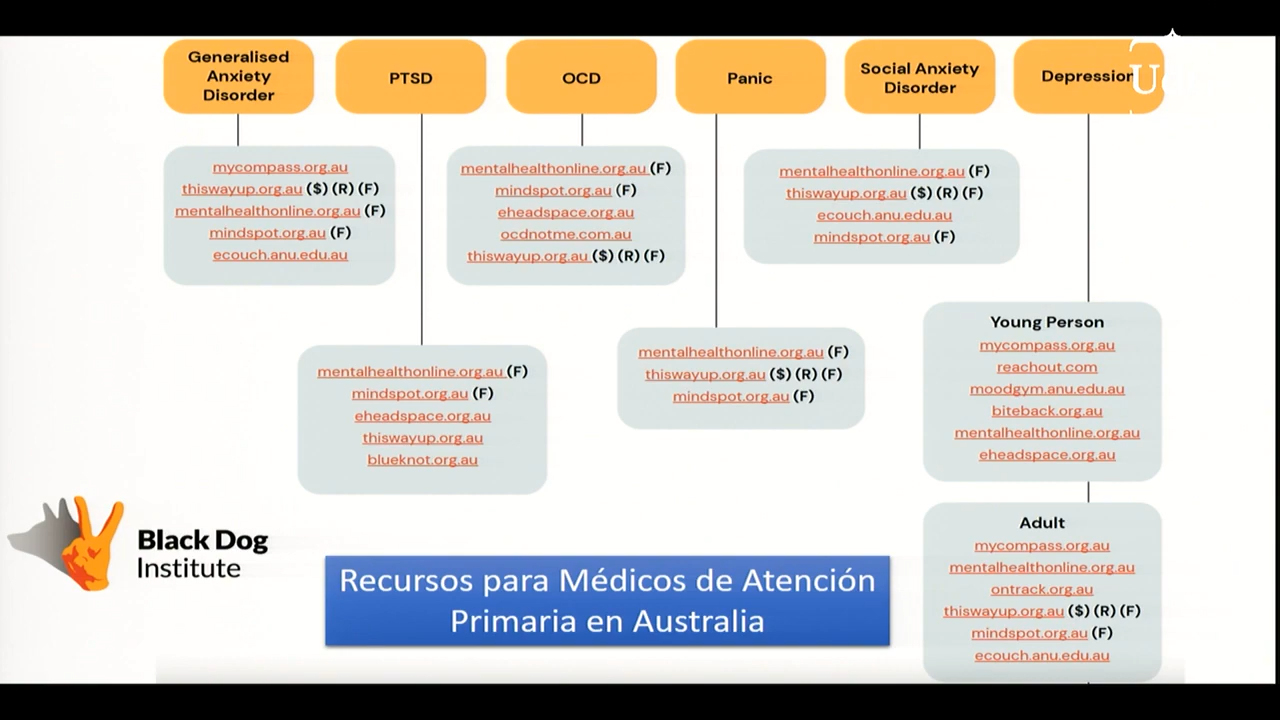 Generalised
Anxiety
Disorder
PTSD
OCD
Panic
Social Anxiety
Disorder
Depression
mycompass.org.au
thiswayup.org.au ($) (R) (F)
mentalhealthonline.org.au (F)
mindspot.org.au (F)
ecouch.anu.edu.au
mentalhealthonline.org.au (F)
mindspot.org.au (F)
eheadspace.org.au
thiswayup.org.au
blueknot.org.au
mentalhealthonline.org.au (F)
mindspot.org.au (F)
eheadspace.org.au
ocdnotme.com.au
thiswayup.org.au ($) (R) (F)
mentalhealthonline.org.au (F)
thiswayup.org.au ($) (R) (F)
mindspot.org.au (F)
mentalhealthonline.org.au (F)
thiswayup.org.au ($) (R) (F)
ecouch.anu.edu.au
mindspot.org.au (F)
Young Person
mycompass.org.au
reachout.com
moodgym.anu.edu.au
biteback.org.au
mentalhealthonline.org.au
eheadspace.org.au
Adult
mycompass.org.au
mentalhealthonline.org.au
ontrack.org.au
thiswayup.org.au ($) (R) (F)
mindspot.org.au (F)
ecouch.anu.edu.au
Black Dog
Institute
Recursos para Médicos de Atención
Primaria en Australia